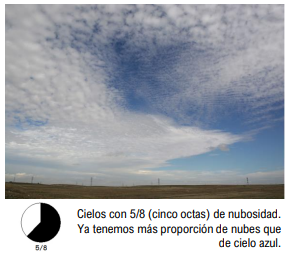 Cielos con 5/8 (cinco octas) de nubosidad.
Ya tenemos más proporción de nubes que
de cielo azul.
5/8